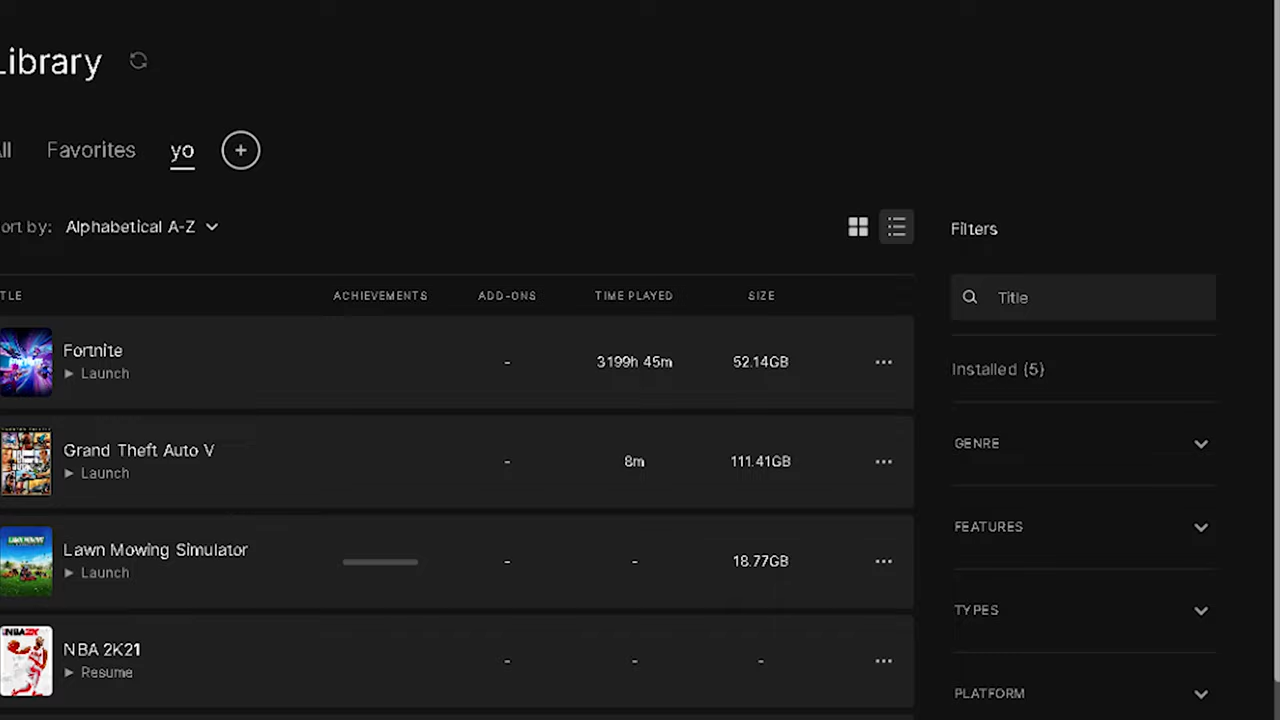 Library
All Favorites yo +
ort by: Alphabetical A-Z
Filters
TLE ACHIEVEMENTS ADD-ONS TIME PLAYED SIZE
Title
Fortnite
Launch
- 3199h 45m 52.14GB
Installed (5)
Grand Theft Auto V
Launch
- 8m 111.41GB
GENRE
FEATURES
Lawn Mowing Simulator
Launch
- - 18.77GB
TYPES
NBA 2K21
Resume
- - -
PLATFORM